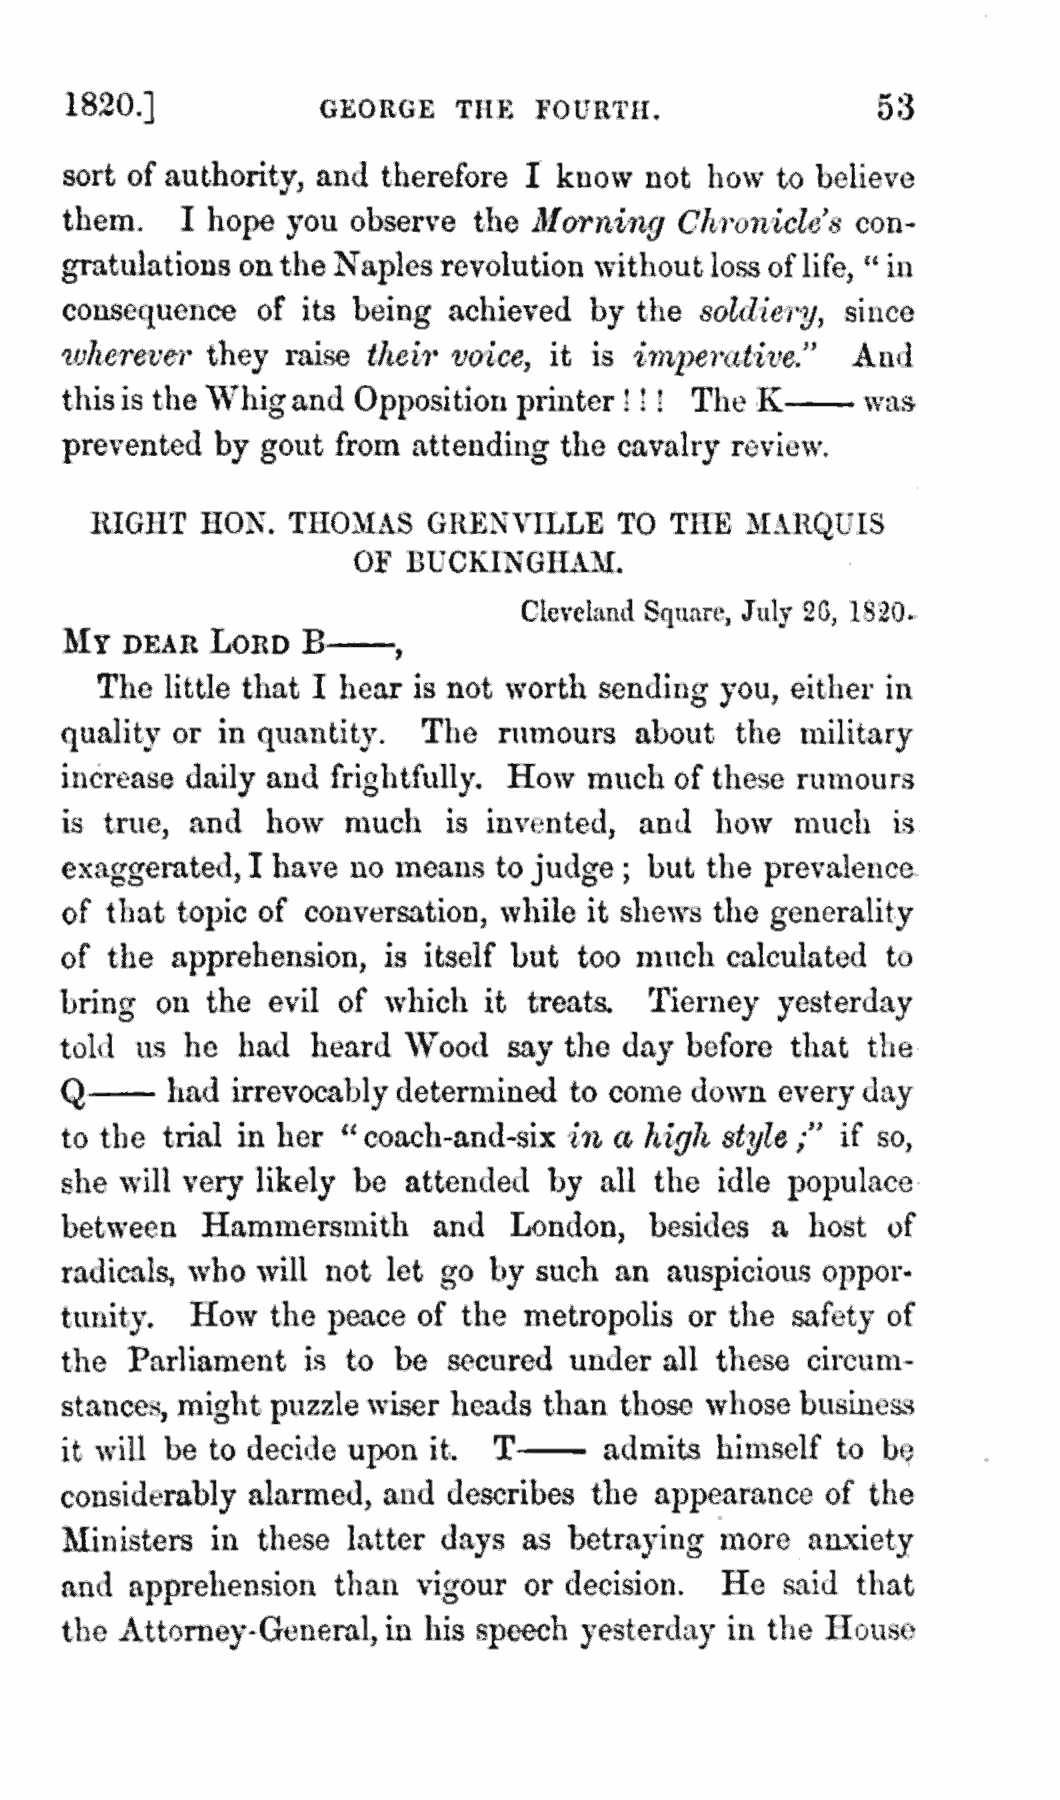 1820.] GEORGE THE FOURTH. 53
sort of authority, and therefore I know not how to believe
them. I hope you observe the Morning Chronicle's con-
gratulations on the Naples revolution without loss of life, "in
consequence of its being achieved by the soldiery, since
wherever they raise their voice, it is imperative." And
this is the Whig and Opposition printer!!! The K—— was
prevented by gout from attending the cavalry review.
RIGHT HON. THOMAS GRENVILLE TO THE MARQUIS
OF BUCKINGHAM.
Cleveland Square, July 26, 1820.
MY DEAR LORD B——,
The little that I hear is not worth sending you, either in
quality or in quantity. The rumours about the military
increase daily and frightfully. How much of these rumours
is true, and how much is invented, and how much is
exaggerated, I have no means to judge; but the prevalence
of that topic of conversation, while it shews the generality
of the apprehension, is itself but too much calculated to
bring on the evil of which it treats. Tierney yesterday
told us he had heard Wood say the day before that the
Q—— had irrevocably determined to come down every day
to the trial in her "coach-and-six in a high style;" if so,
she will very likely be attended by all the idle populace
between Hammersmith and London, besides a host of
radicals, who will not let go by such an auspicious oppor-
tunity. How the peace of the metropolis or the safety of
the Parliament is to be secured under all these circum-
stances, might puzzle wiser heads than those whose business
it will be to decide upon it. T—— admits himself to be
considerably alarmed, and describes the appearance of the
Ministers in these latter days as betraying more anxiety
and apprehension than vigour or decision. He said that
the Attorney-General, in his speech yesterday in the House